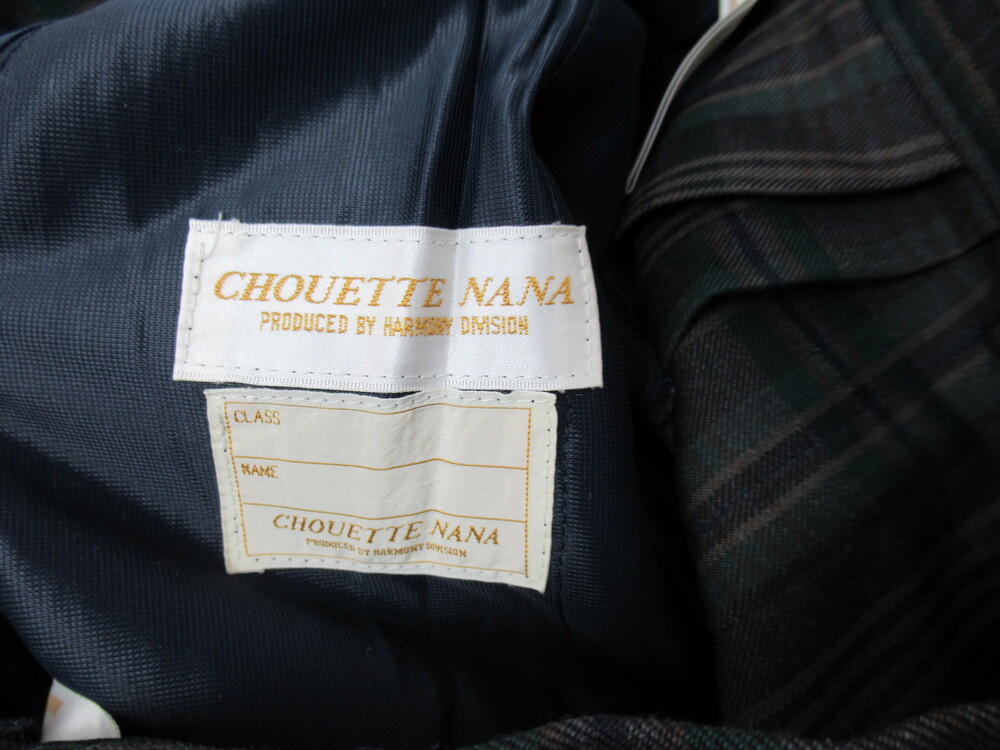 CHOUETTE NANA
PRODUCED BY HARMONY DIVISION
CLASS
NAME
CHOUETTE NANA
PRODUCED BY HARMONY DIVISION